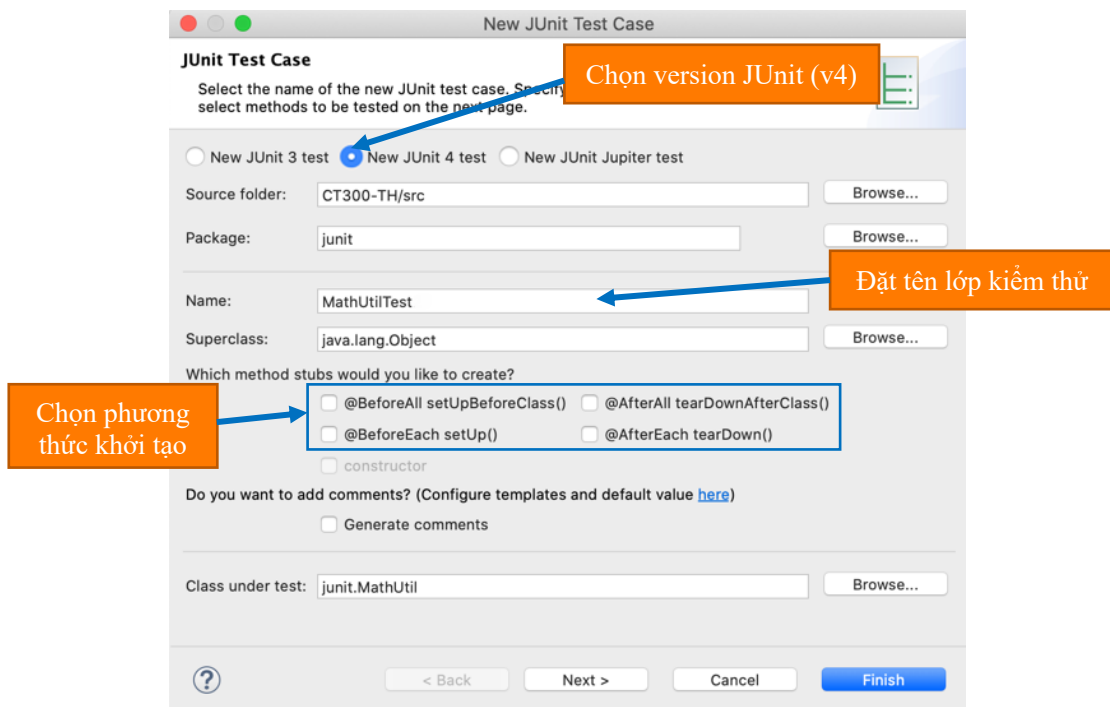 New JUnit Test Case
JUnit Test Case
Chọn version JUnit (v4)
Select the name of the new JUnit test case. Specify
select methods to be tested on the next page.
New JUnit 3 test New JUnit 4 test New JUnit Jupiter test
Source folder: CT300-TH/src Browse...
Package: junit Browse...
Đặt tên lớp kiểm thử
Name: MathUtilTest
Superclass: java.lang.Object Browse...
Which method stubs would you like to create?
Chọn phương
thức khởi tạo
@BeforeAll setUpBeforeClass() @AfterAll tearDownAfterClass()
@BeforeEach setUp() @AfterEach tearDown()
constructor
Do you want to add comments? (Configure templates and default value here)
Generate comments
Class under test: junit.MathUtil Browse...
? < Back Next > Cancel Finish